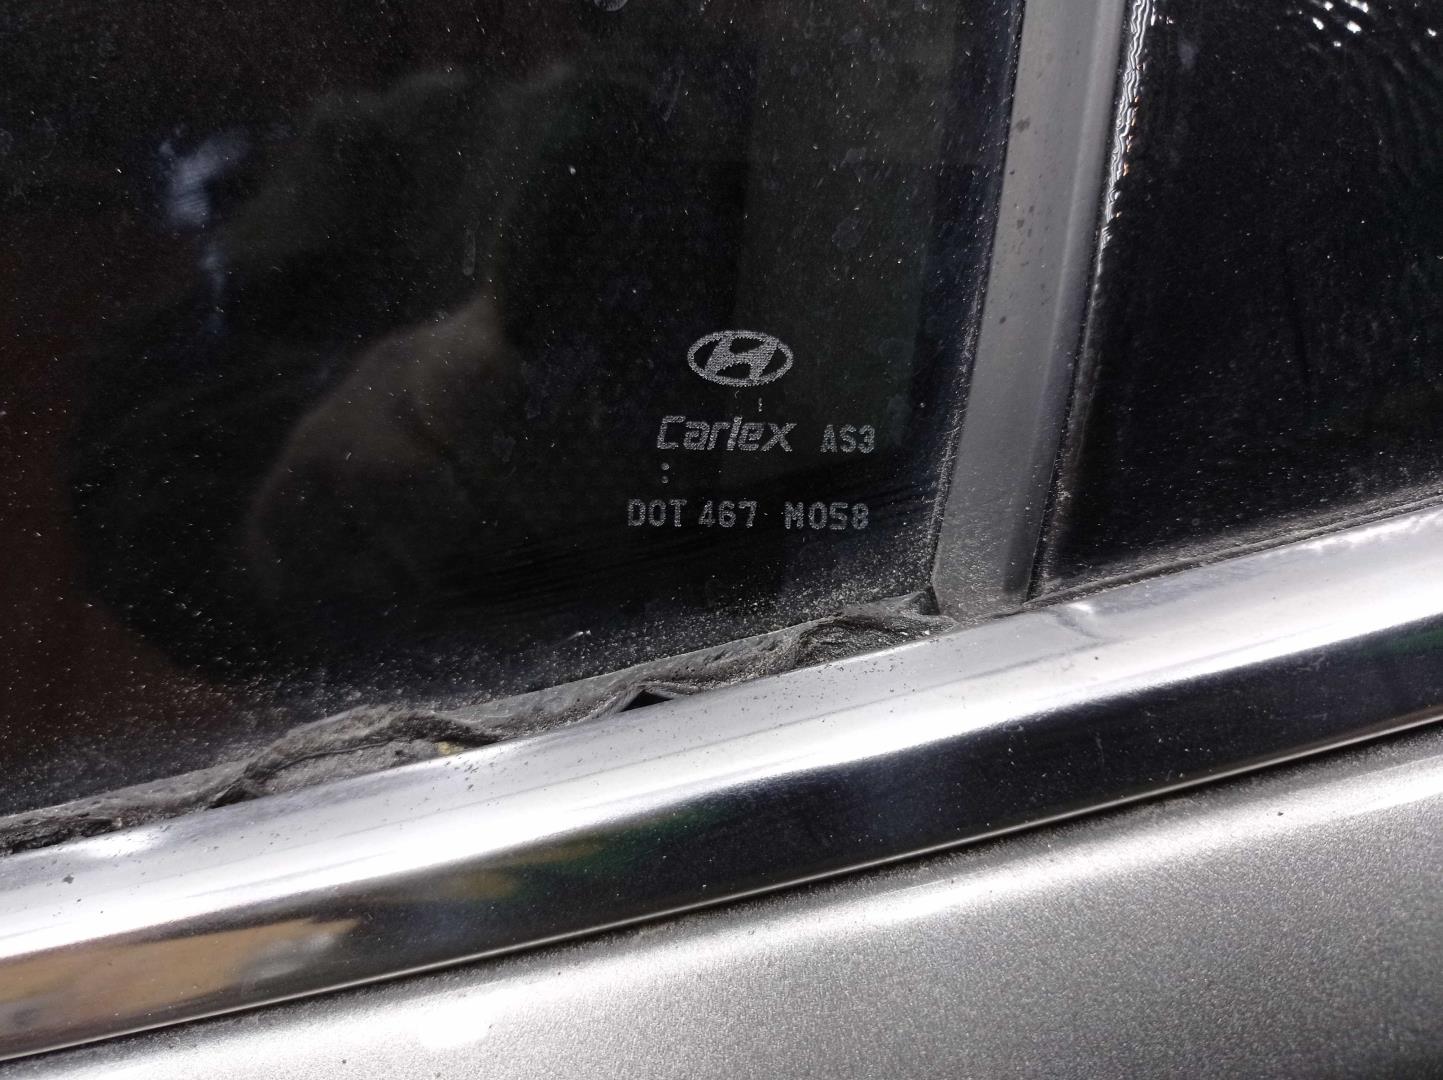 Carlex AS3
DOT 467 M058